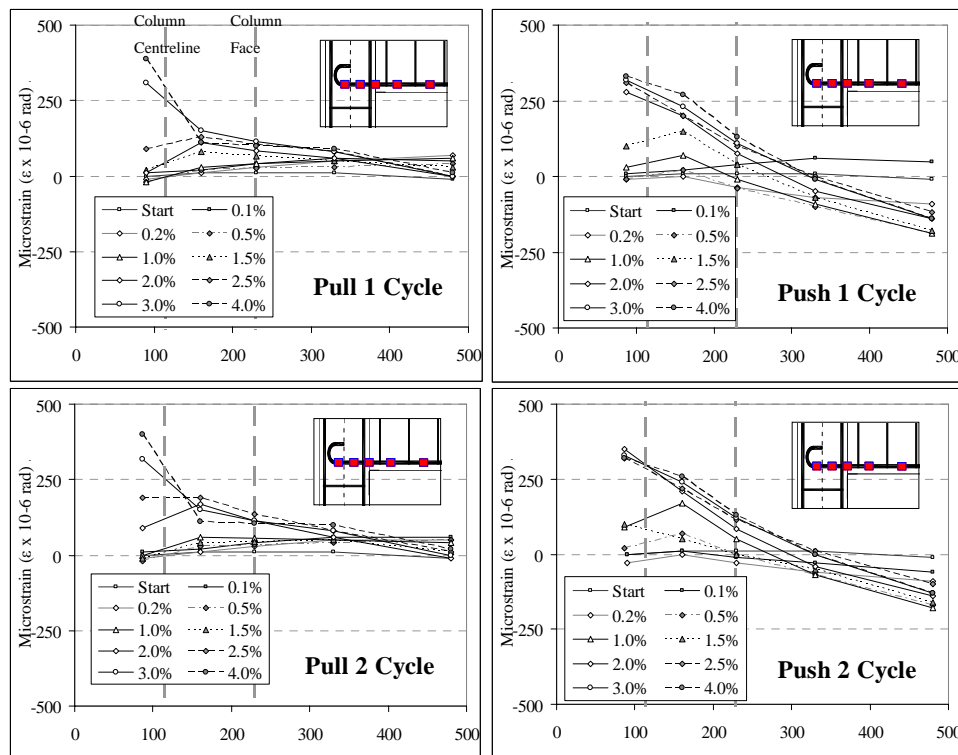 Column Column
Centreline Face
500
250
0
-250
-500
Microstrain (ε x 10-6 rad) .
Start 0.1%
0.2% 0.5%
1.0% 1.5%
2.0% 2.5%
3.0% 4.0%
Pull 1 Cycle
0 100 200 300 400 500
500
250
0
-250
-500
Microstrain (ε x 10-6 rad) .
Start 0.1%
0.2% 0.5%
1.0% 1.5%
2.0% 2.5%
3.0% 4.0%
Push 1 Cycle
0 100 200 300 400 500
500
250
0
-250
-500
Microstrain (ε x 10-6 rad) .
Start 0.1%
0.2% 0.5%
1.0% 1.5%
2.0% 2.5%
3.0% 4.0%
Pull 2 Cycle
0 100 200 300 400 500
500
250
0
-250
-500
Microstrain (ε x 10-6 rad) .
Start 0.1%
0.2% 0.5%
1.0% 1.5%
2.0% 2.5%
3.0% 4.0%
Push 2 Cycle
0 100 200 300 400 500